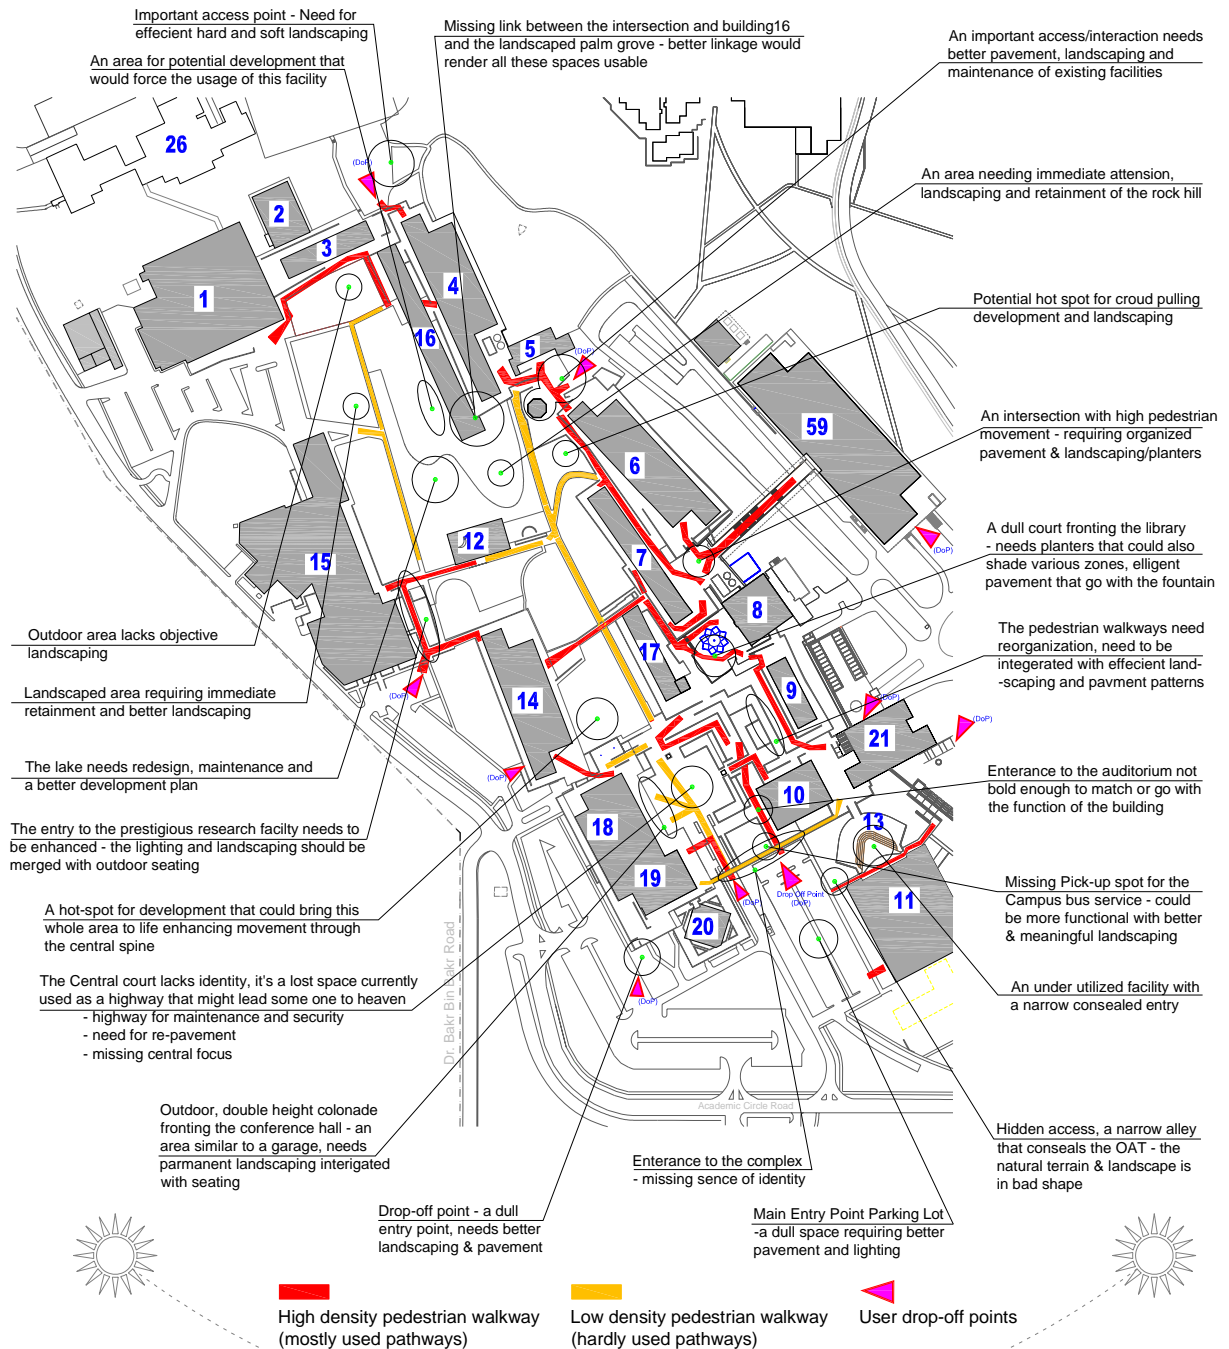 Important access point - Need for
effecient hard and soft landscaping
An area for potential development that
would force the usage of this facility
Missing link between the intersection and building16
and the landscaped palm grove - better linkage would
render all these spaces usable
An important access/interaction needs
better pavement, landscaping and
maintenance of existing facilities
An area needing immediate attension,
landscaping and retainment of the rock hill
Potential hot spot for croud pulling
development and landscaping
An intersection with high pedestrian
movement - requiring organized
pavement & landscaping/planters
A dull court fronting the library
- needs planters that could also
shade various zones, elligent
pavement that go with the fountain
The pedestrian walkways need
reorganization, need to be
integerated with effecient land-
-scaping and pavment patterns
Enterance to the auditorium not
bold enough to match or go with
the function of the building
Missing Pick-up spot for the
Campus bus service - could
be more functional with better
& meaningful landscaping
An under utilized facility with
a narrow consealed entry
Hidden access, a narrow alley
that conseals the OAT - the
natural terrain & landscape is
in bad shape
Outdoor area lacks objective
landscaping
Landscaped area requiring immediate
retainment and better landscaping
The lake needs redesign, maintenance and
a better development plan
The entry to the prestigious research facilty needs to
be enhanced - the lighting and landscaping should be
merged with outdoor seating
A hot-spot for development that could bring this
whole area to life enhancing movement through
the central spine
The Central court lacks identity, it's a lost space currently
used as a highway that might lead some one to heaven
- highway for maintenance and security
- need for re-pavement
- missing central focus
Outdoor, double height colonade
fronting the conference hall - an
area similar to a garage, needs
parmanent landscaping interigated
with seating
Drop-off point - a dull
entry point, needs better
landscaping & pavement
Enterance to the complex
- missing sence of identity
Main Entry Point Parking Lot
-a dull space requiring better
pavement and lighting
26
2
3
1
4
16
5
59
6
12
7
15
8
17
14
9
21
10
18
13
19
11
20
(DoP)
(DoP)
(DoP)
(DoP)
(DoP)
(DoP)
(DoP)
(DoP)
Drop Off Point
(DoP)
(DoP)
Dr. Bakr Bin Bakr Road
Academic Circle Road
High density pedestrian walkway
(mostly used pathways)
Low density pedestrian walkway
(hardly used pathways)
User drop-off points